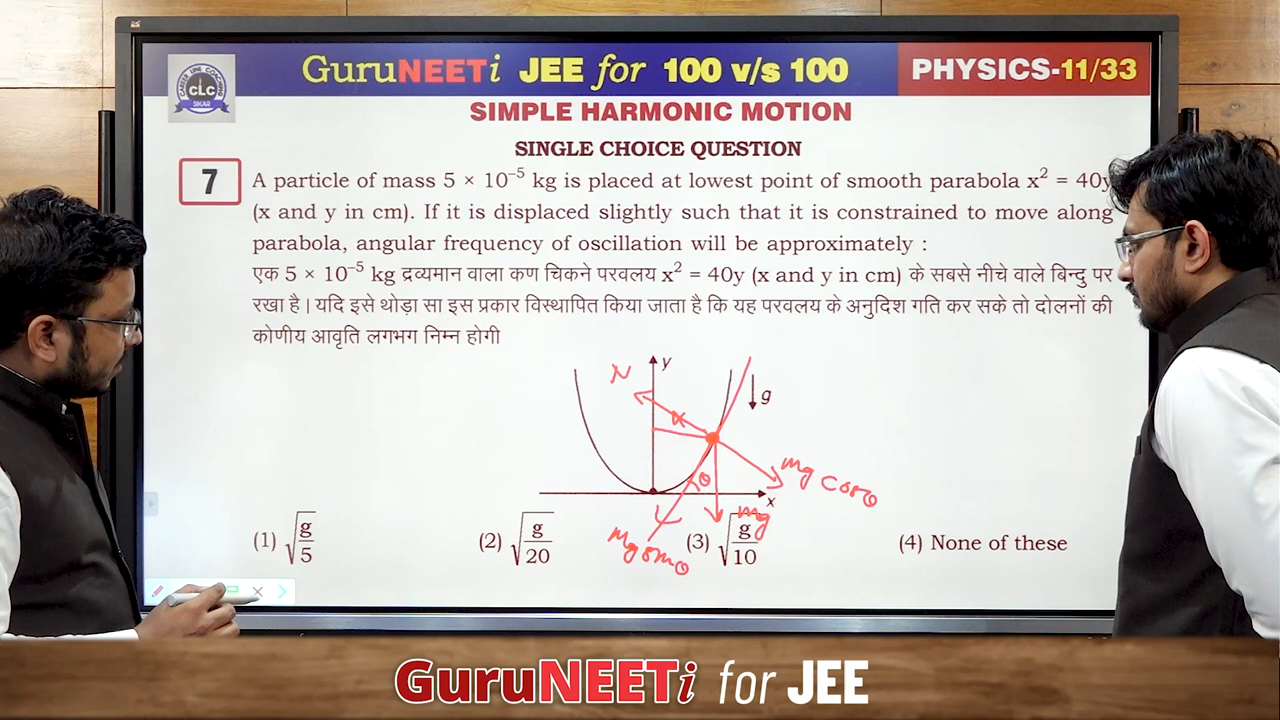 GuruNEETi JEE for 100 v/s 100
PHYSICS-11/33
CLC
SIKAR
SIMPLE HARMONIC MOTION
SINGLE CHOICE QUESTION
7
A particle of mass 5 × 10⁻⁵ kg is placed at lowest point of smooth parabola x² = 40y
(x and y in cm). If it is displaced slightly such that it is constrained to move along
parabola, angular frequency of oscillation will be approximately :
एक 5 × 10⁻⁵ kg द्रव्यमान वाला कण चिकने परवलय x² = 40y (x and y in cm) के सबसे नीचे वाले बिन्दु पर
रखा है। यदि इसे थोड़ा सा इस प्रकार विस्थापित किया जाता है कि यह परवलय के अनुदिश गति कर सके तो दोलनों की
कोणीय आवृति लगभग निम्न होगी
y
N
g
θ
mg cosθ
x
mg
mg sinθ
(1) √(g/5)
(2) √(g/20)
(3) √(g/10)
(4) None of these
GuruNEETi for JEE